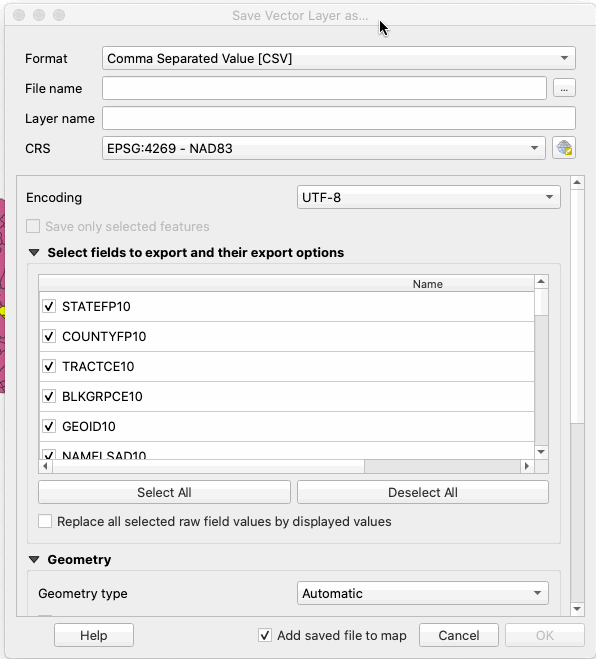 Save Vector Layer as...
Format Comma Separated Value [CSV]
File name ...
Layer name
CRS EPSG:4269 - NAD83
Encoding UTF-8
Save only selected features
Select fields to export and their export options
Name
STATEFP10
COUNTYFP10
TRACTCE10
BLKGRPCE10
GEOID10
NAMELSAD10
Select All Deselect All
Replace all selected raw field values by displayed values
Geometry
Geometry type Automatic
Help Add saved file to map Cancel OK